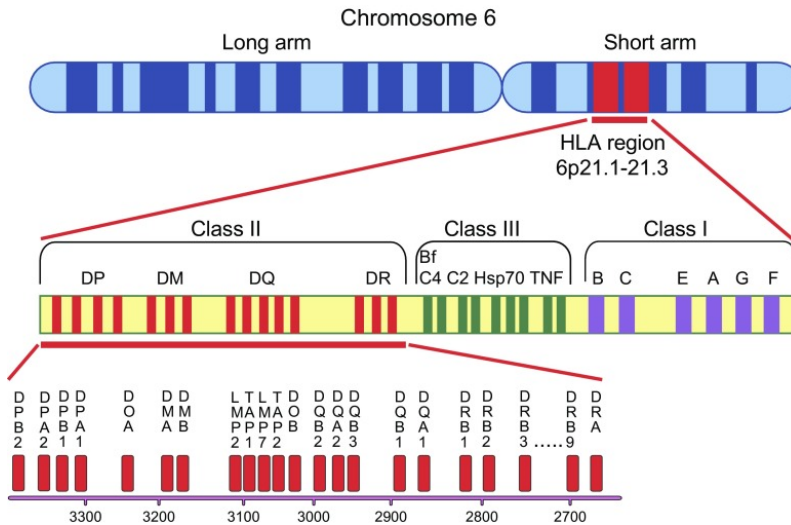 Chromosome 6
Long arm
Short arm
HLA region
6p21.1-21.3
Class II
Class III
Class I
Bf
DP DM DQ DR C4 C2 Hsp70 TNF B C E A G F
DPB2 DPA2 DPB1 DPA1 DOA DMA DMB LMP2 TAP1 LMP7 TAP2 DOB DQB2 DQA2 DQB3 DQB1 DQA1 DRB1 DRB2 DRB3 ..... DRB9 DRA
3300 3200 3100 3000 2900 2800 2700